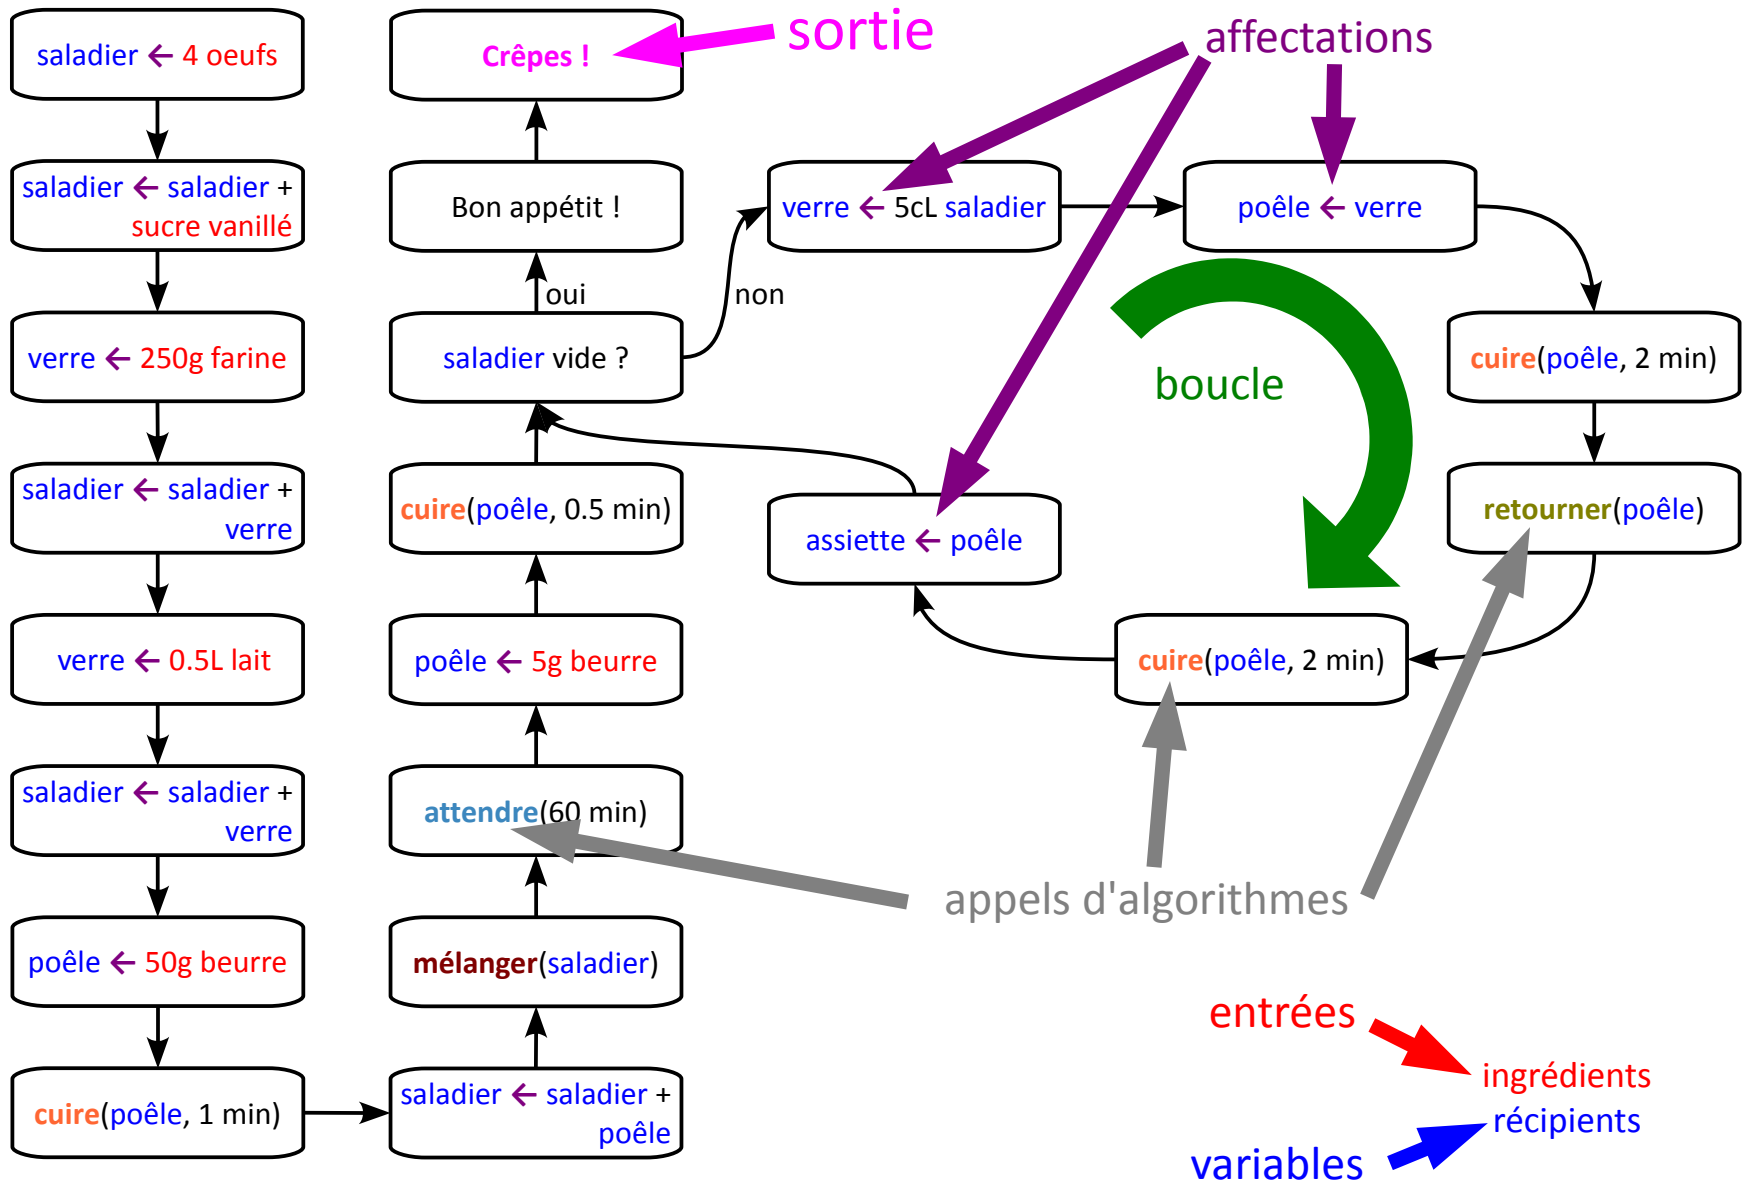 saladier ← 4 oeufs
saladier ← saladier +
sucre vanillé
verre ← 250g farine
saladier ← saladier +
verre
verre ← 0.5L lait
saladier ← saladier +
verre
poêle ← 50g beurre
cuire(poêle, 1 min)
saladier ← saladier +
poêle
mélanger(saladier)
attendre(60 min)
poêle ← 5g beurre
cuire(poêle, 0.5 min)
saladier vide ?
oui
non
Bon appétit !
Crêpes !
sortie
affectations
verre ← 5cL saladier
poêle ← verre
cuire(poêle, 2 min)
retourner(poêle)
cuire(poêle, 2 min)
assiette ← poêle
boucle
appels d'algorithmes
entrées
ingrédients
récipients
variables